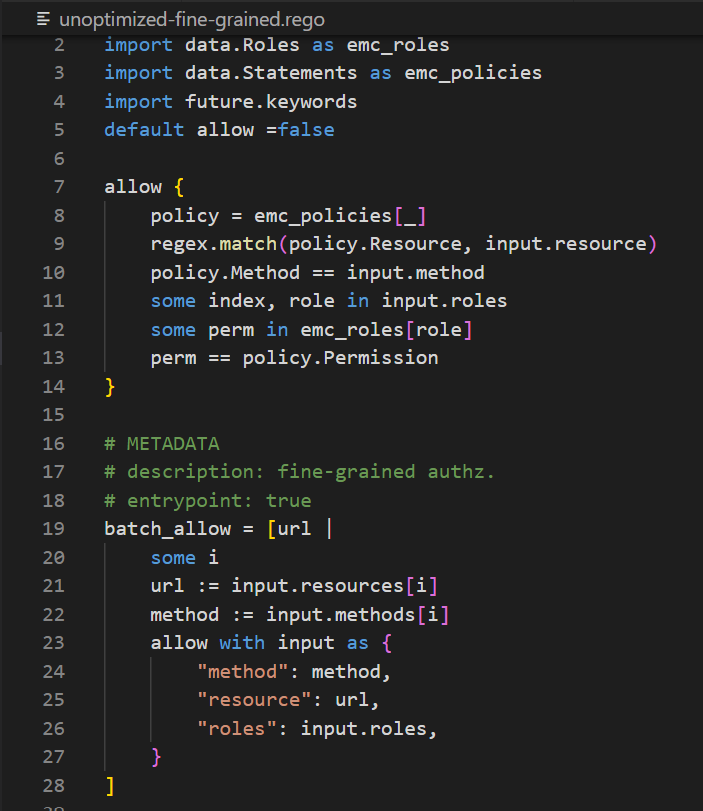 unoptimized-fine-grained.rego
2 import data.Roles as emc_roles
3 import data.Statements as emc_policies
4 import future.keywords
5 default allow =false
6
7 allow {
8 policy = emc_policies[_]
9 regex.match(policy.Resource, input.resource)
10 policy.Method == input.method
11 some index, role in input.roles
12 some perm in emc_roles[role]
13 perm == policy.Permission
14 }
15
16 # METADATA
17 # description: fine-grained authz.
18 # entrypoint: true
19 batch_allow = [url |
20 some i
21 url := input.resources[i]
22 method := input.methods[i]
23 allow with input as {
24 "method": method,
25 "resource": url,
26 "roles": input.roles,
27 }
28 ]